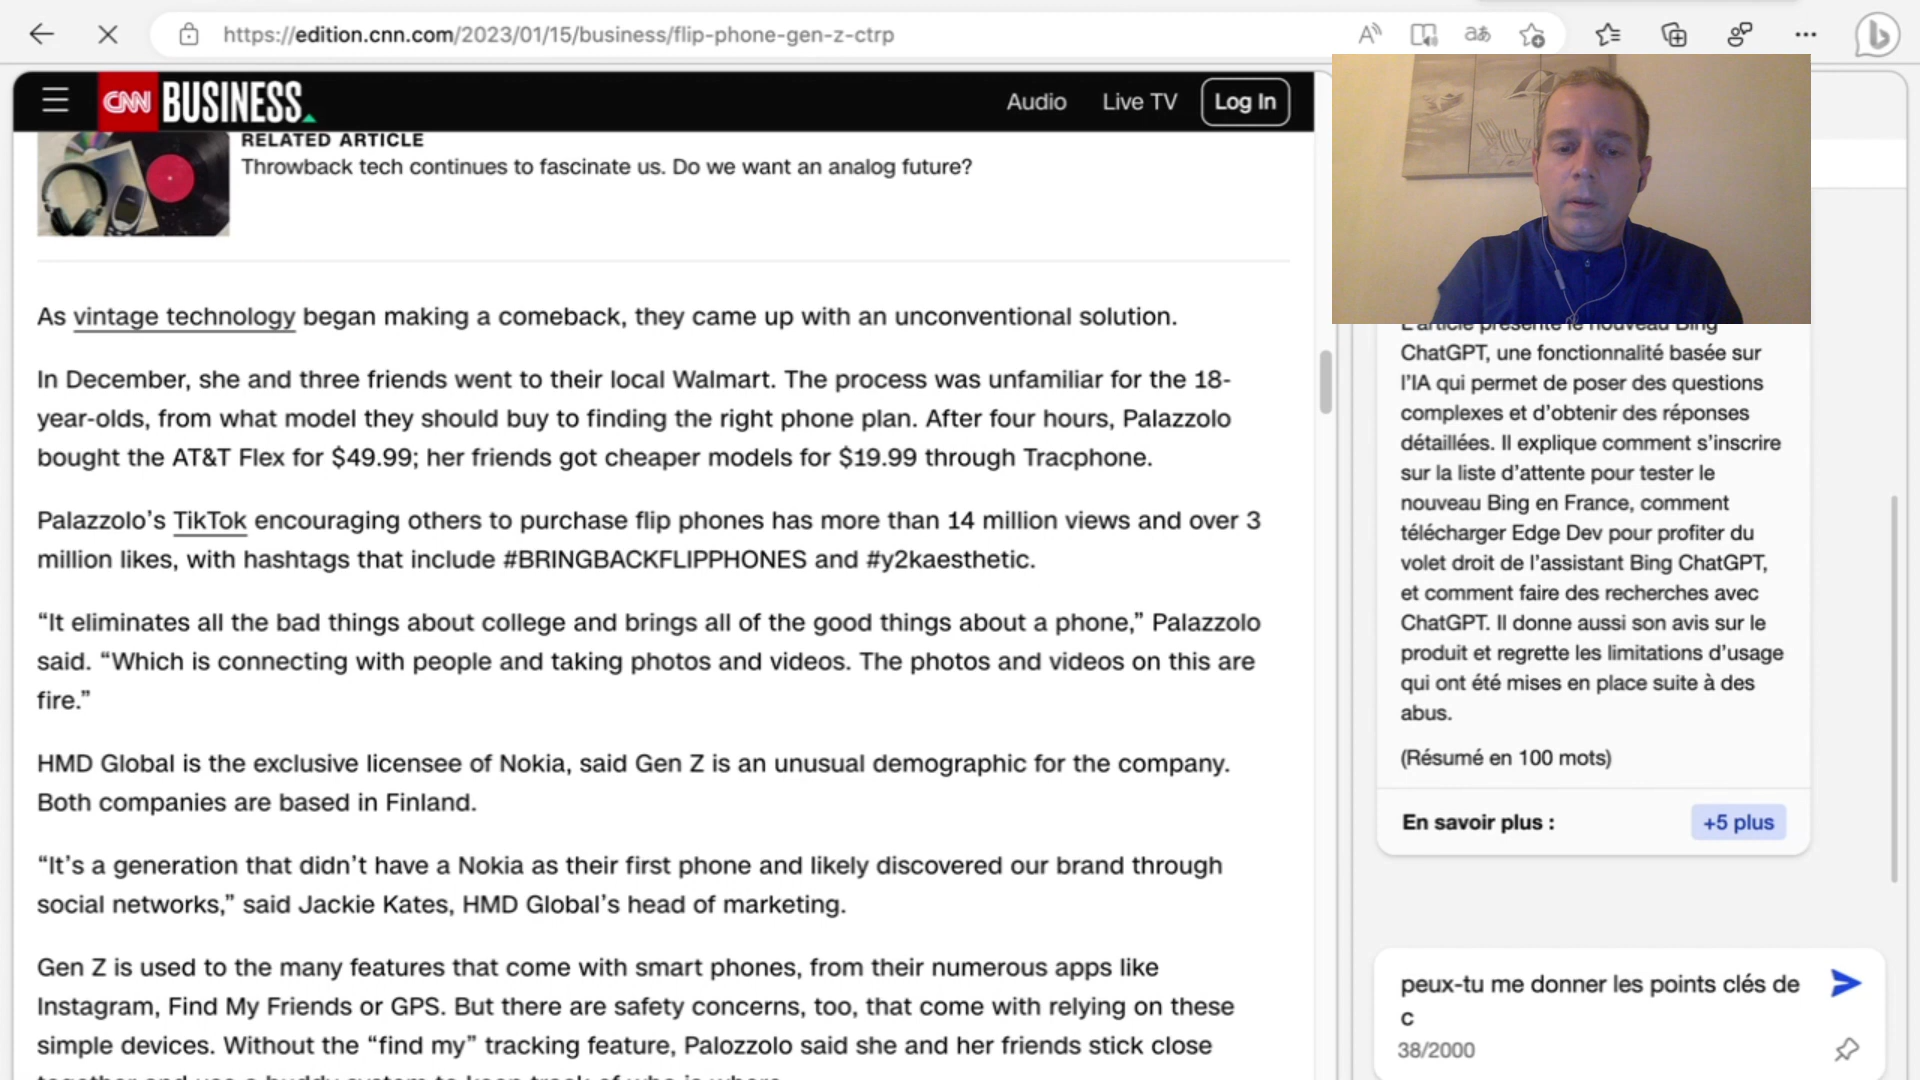 https://edition.cnn.com/2023/01/15/business/flip-phone-gen-z-ctrp
CNN BUSINESS
Audio
Live TV
Log In
RELATED ARTICLE
Throwback tech continues to fascinate us. Do we want an analog future?
As vintage technology began making a comeback, they came up with an unconventional solution.
In December, she and three friends went to their local Walmart. The process was unfamiliar for the 18-
year-olds, from what model they should buy to finding the right phone plan. After four hours, Palazzolo
bought the AT&T Flex for $49.99; her friends got cheaper models for $19.99 through Tracphone.
Palazzolo’s TikTok encouraging others to purchase flip phones has more than 14 million views and over 3
million likes, with hashtags that include #BRINGBACKFLIPPHONES and #y2kaesthetic.
“It eliminates all the bad things about college and brings all of the good things about a phone,” Palazzolo
said. “Which is connecting with people and taking photos and videos. The photos and videos on this are
fire.”
HMD Global is the exclusive licensee of Nokia, said Gen Z is an unusual demographic for the company.
Both companies are based in Finland.
“It’s a generation that didn’t have a Nokia as their first phone and likely discovered our brand through
social networks,” said Jackie Kates, HMD Global’s head of marketing.
Gen Z is used to the many features that come with smart phones, from their numerous apps like
Instagram, Find My Friends or GPS. But there are safety concerns, too, that come with relying on these
simple devices. Without the “find my” tracking feature, Palozzolo said she and her friends stick close
together and use a buddy system to keep track of who is where.
L’article présente le nouveau Bing
ChatGPT, une fonctionnalité basée sur
l’IA qui permet de poser des questions
complexes et d’obtenir des réponses
détaillées. Il explique comment s’inscrire
sur la liste d’attente pour tester le
nouveau Bing en France, comment
télécharger Edge Dev pour profiter du
volet droit de l’assistant Bing ChatGPT,
et comment faire des recherches avec
ChatGPT. Il donne aussi son avis sur le
produit et regrette les limitations d’usage
qui ont été mises en place suite à des
abus.
(Résumé en 100 mots)
En savoir plus :
+5 plus
peux-tu me donner les points clés de
c
38/2000